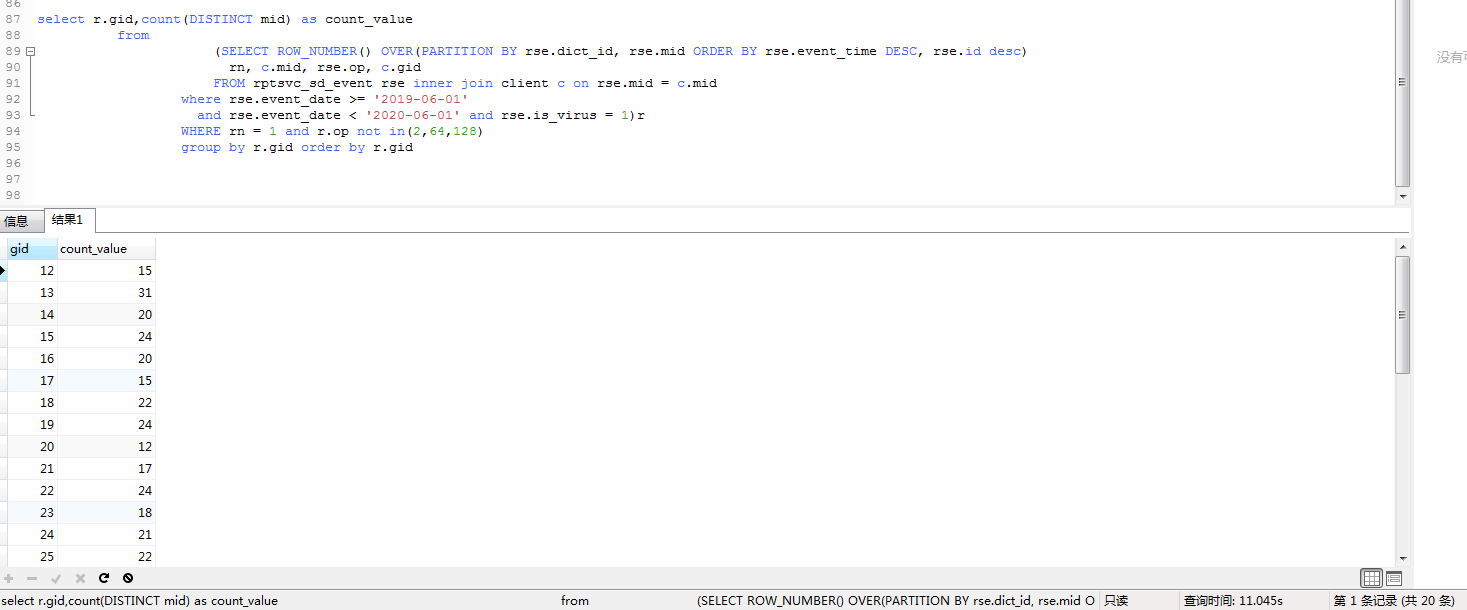 86
87 select r.gid,count(DISTINCT mid) as count_value
88 from
89 (SELECT ROW_NUMBER() OVER(PARTITION BY rse.dict_id, rse.mid ORDER BY rse.event_time DESC, rse.id desc)
90 rn, c.mid, rse.op, c.gid
91 FROM rptsvc_sd_event rse inner join client c on rse.mid = c.mid
92 where rse.event_date >= '2019-06-01'
93 and rse.event_date < '2020-06-01' and rse.is_virus = 1)r
94 WHERE rn = 1 and r.op not in(2,64,128)
95 group by r.gid order by r.gid
96
97
98
没有
信息 结果1
gid count_value
12 15
13 31
14 20
15 24
16 20
17 15
18 22
19 24
20 12
21 17
22 24
23 18
24 21
25 22
select r.gid,count(DISTINCT mid) as count_value from (SELECT ROW_NUMBER() OVER(PARTITION BY rse.dict_id, rse.mid O 只读 查询时间: 11.045s 第 1 条记录 (共 20 条)